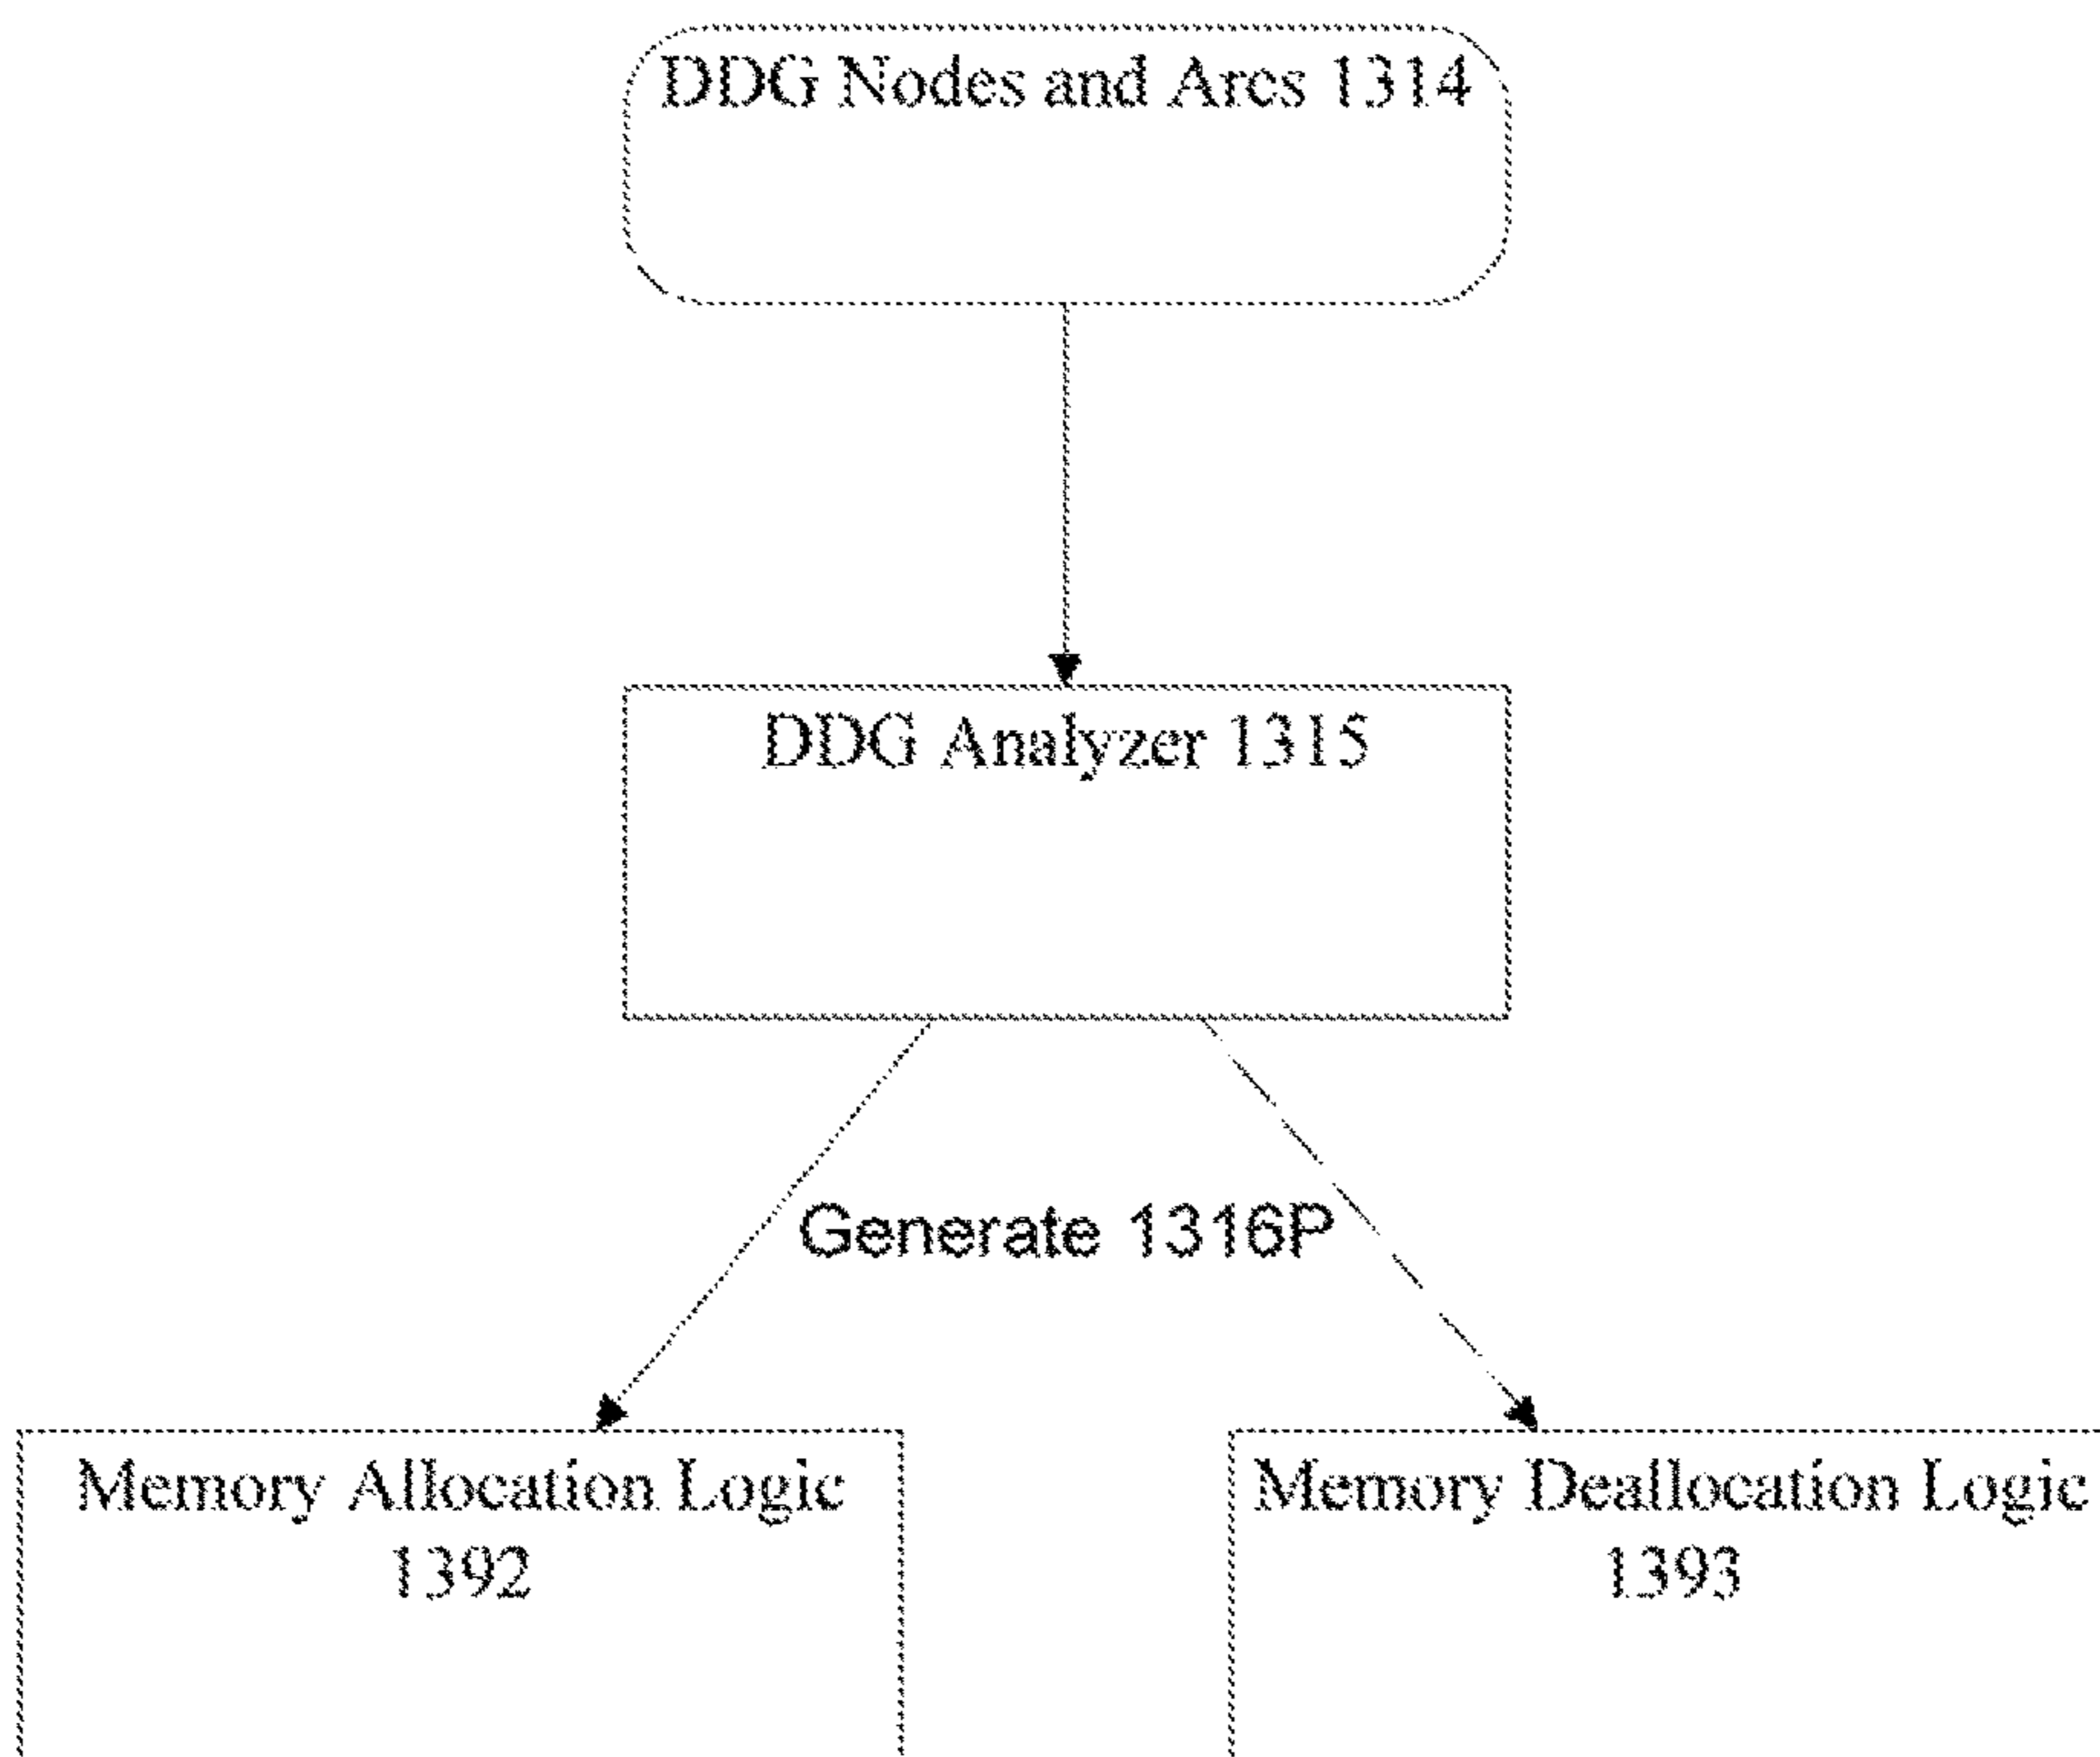 DDG Nodes and Arcs 1314
DDG Analyzer 1315
Generate 1316P
Memory Allocation Logic
1392
Memory Deallocation Logic
1393